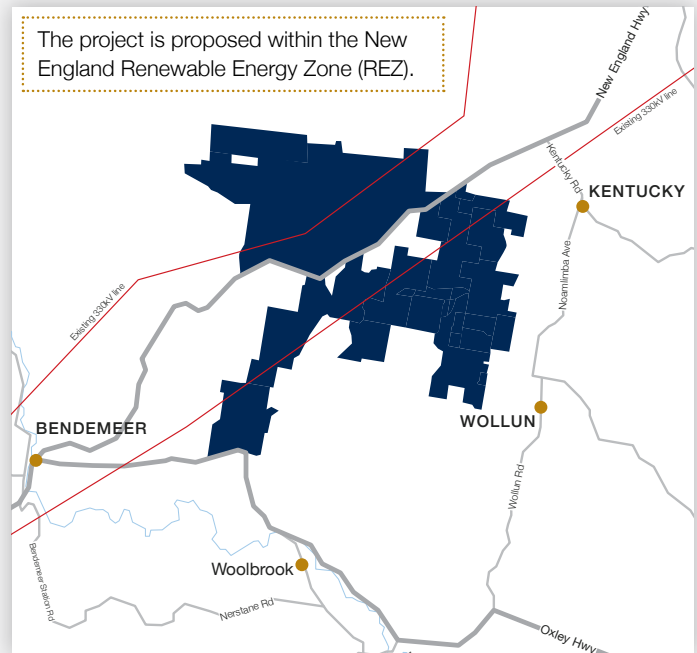 The project is proposed within the New
England Renewable Energy Zone (REZ).
New England Hwy
Existing 330kV line
Kentucky Rd
KENTUCKY
Noamlimba Ave
Existing 330kV line
BENDEMEER
WOLLUN
Wollun Rd
Woolbrook
Bendemeer Station Rd
Nerstane Rd
Oxley Hwy